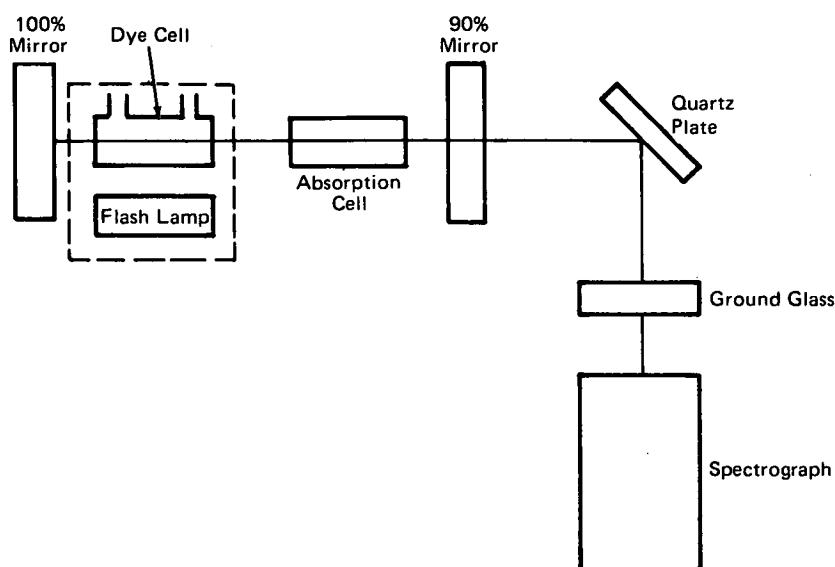 100%
Mirror
Dye Cell
90%
Mirror
Quartz
Plate
Absorption
Cell
Flash Lamp
Ground Glass
Spectrograph